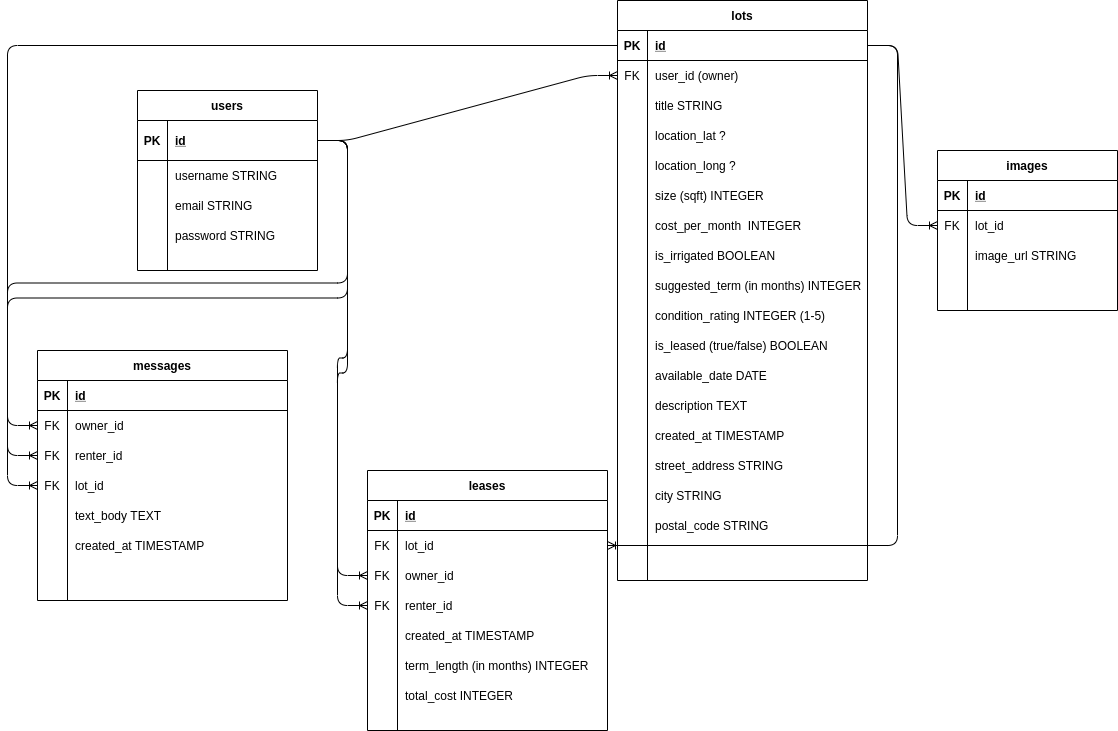 lots
PK id
FK user_id (owner)
title STRING
location_lat ?
location_long ?
size (sqft) INTEGER
cost_per_month INTEGER
is_irrigated BOOLEAN
suggested_term (in months) INTEGER
condition_rating INTEGER (1-5)
is_leased (true/false) BOOLEAN
available_date DATE
description TEXT
created_at TIMESTAMP
street_address STRING
city STRING
postal_code STRING
users
PK id
username STRING
email STRING
password STRING
images
PK id
FK lot_id
image_url STRING
messages
PK id
FK owner_id
FK renter_id
FK lot_id
text_body TEXT
created_at TIMESTAMP
leases
PK id
FK lot_id
FK owner_id
FK renter_id
created_at TIMESTAMP
term_length (in months) INTEGER
total_cost INTEGER